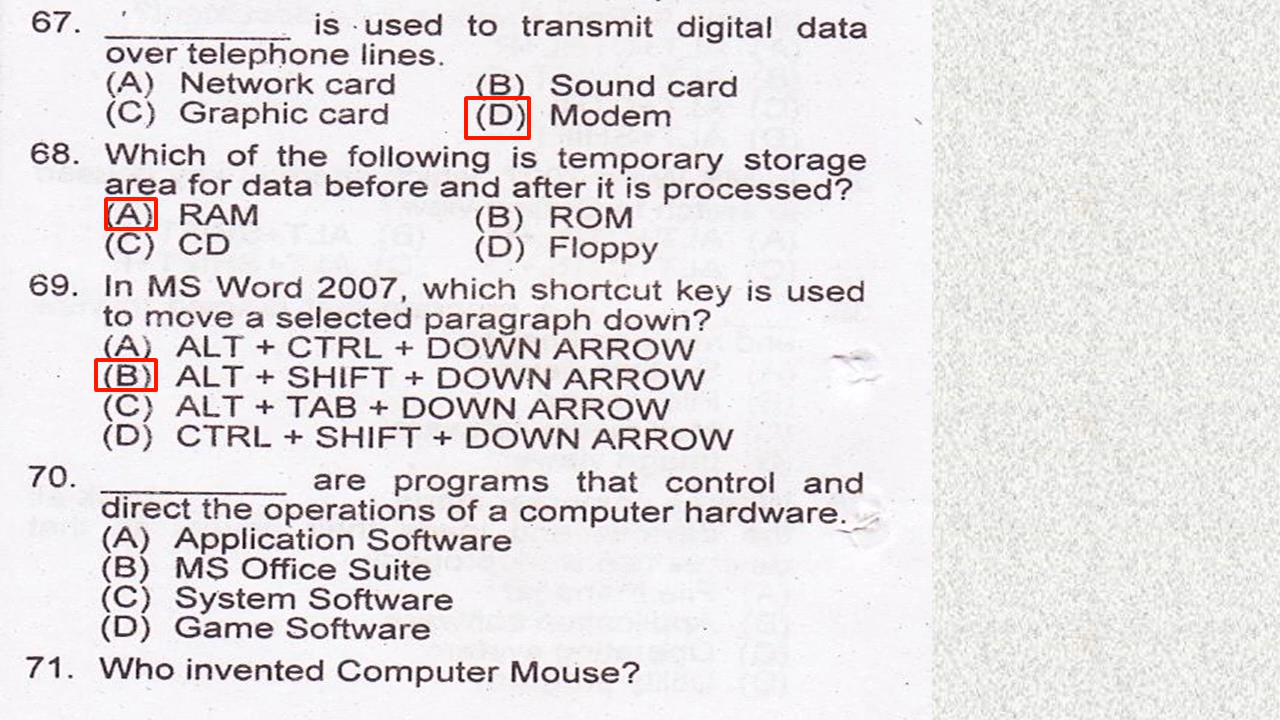 67. __________ is used to transmit digital data
over telephone lines.
(A) Network card (B) Sound card
(C) Graphic card (D) Modem
68. Which of the following is temporary storage
area for data before and after it is processed?
(A) RAM (B) ROM
(C) CD (D) Floppy
69. In MS Word 2007, which shortcut key is used
to move a selected paragraph down?
(A) ALT + CTRL + DOWN ARROW
(B) ALT + SHIFT + DOWN ARROW
(C) ALT + TAB + DOWN ARROW
(D) CTRL + SHIFT + DOWN ARROW
70. __________ are programs that control and
direct the operations of a computer hardware.
(A) Application Software
(B) MS Office Suite
(C) System Software
(D) Game Software
71. Who invented Computer Mouse?